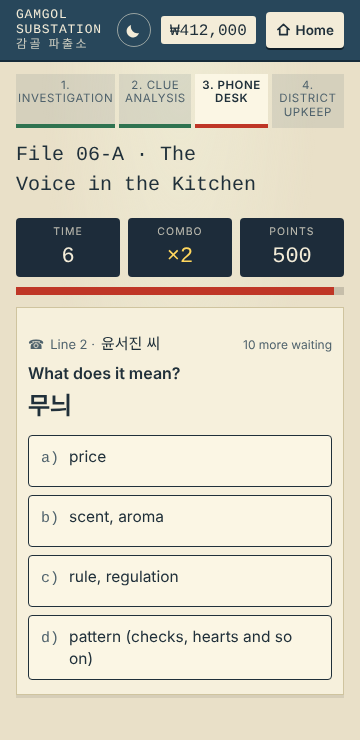 GAMGOL
SUBSTATION
감골 파출소
₩412,000
Home
1.
INVESTIGATION
2. CLUE
ANALYSIS
3. PHONE
DESK
4.
DISTRICT
UPKEEP
File 06-A · The
Voice in the Kitchen
TIME
6
COMBO
×2
POINTS
500
☎ Line 2 · 윤서진 씨
10 more waiting
What does it mean?
무늬
a) price
b) scent, aroma
c) rule, regulation
d) pattern (checks, hearts and so
on)